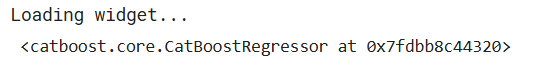 Loading widget...
<catboost.core.CatBoostRegressor at 0x7fdbb8c44320>